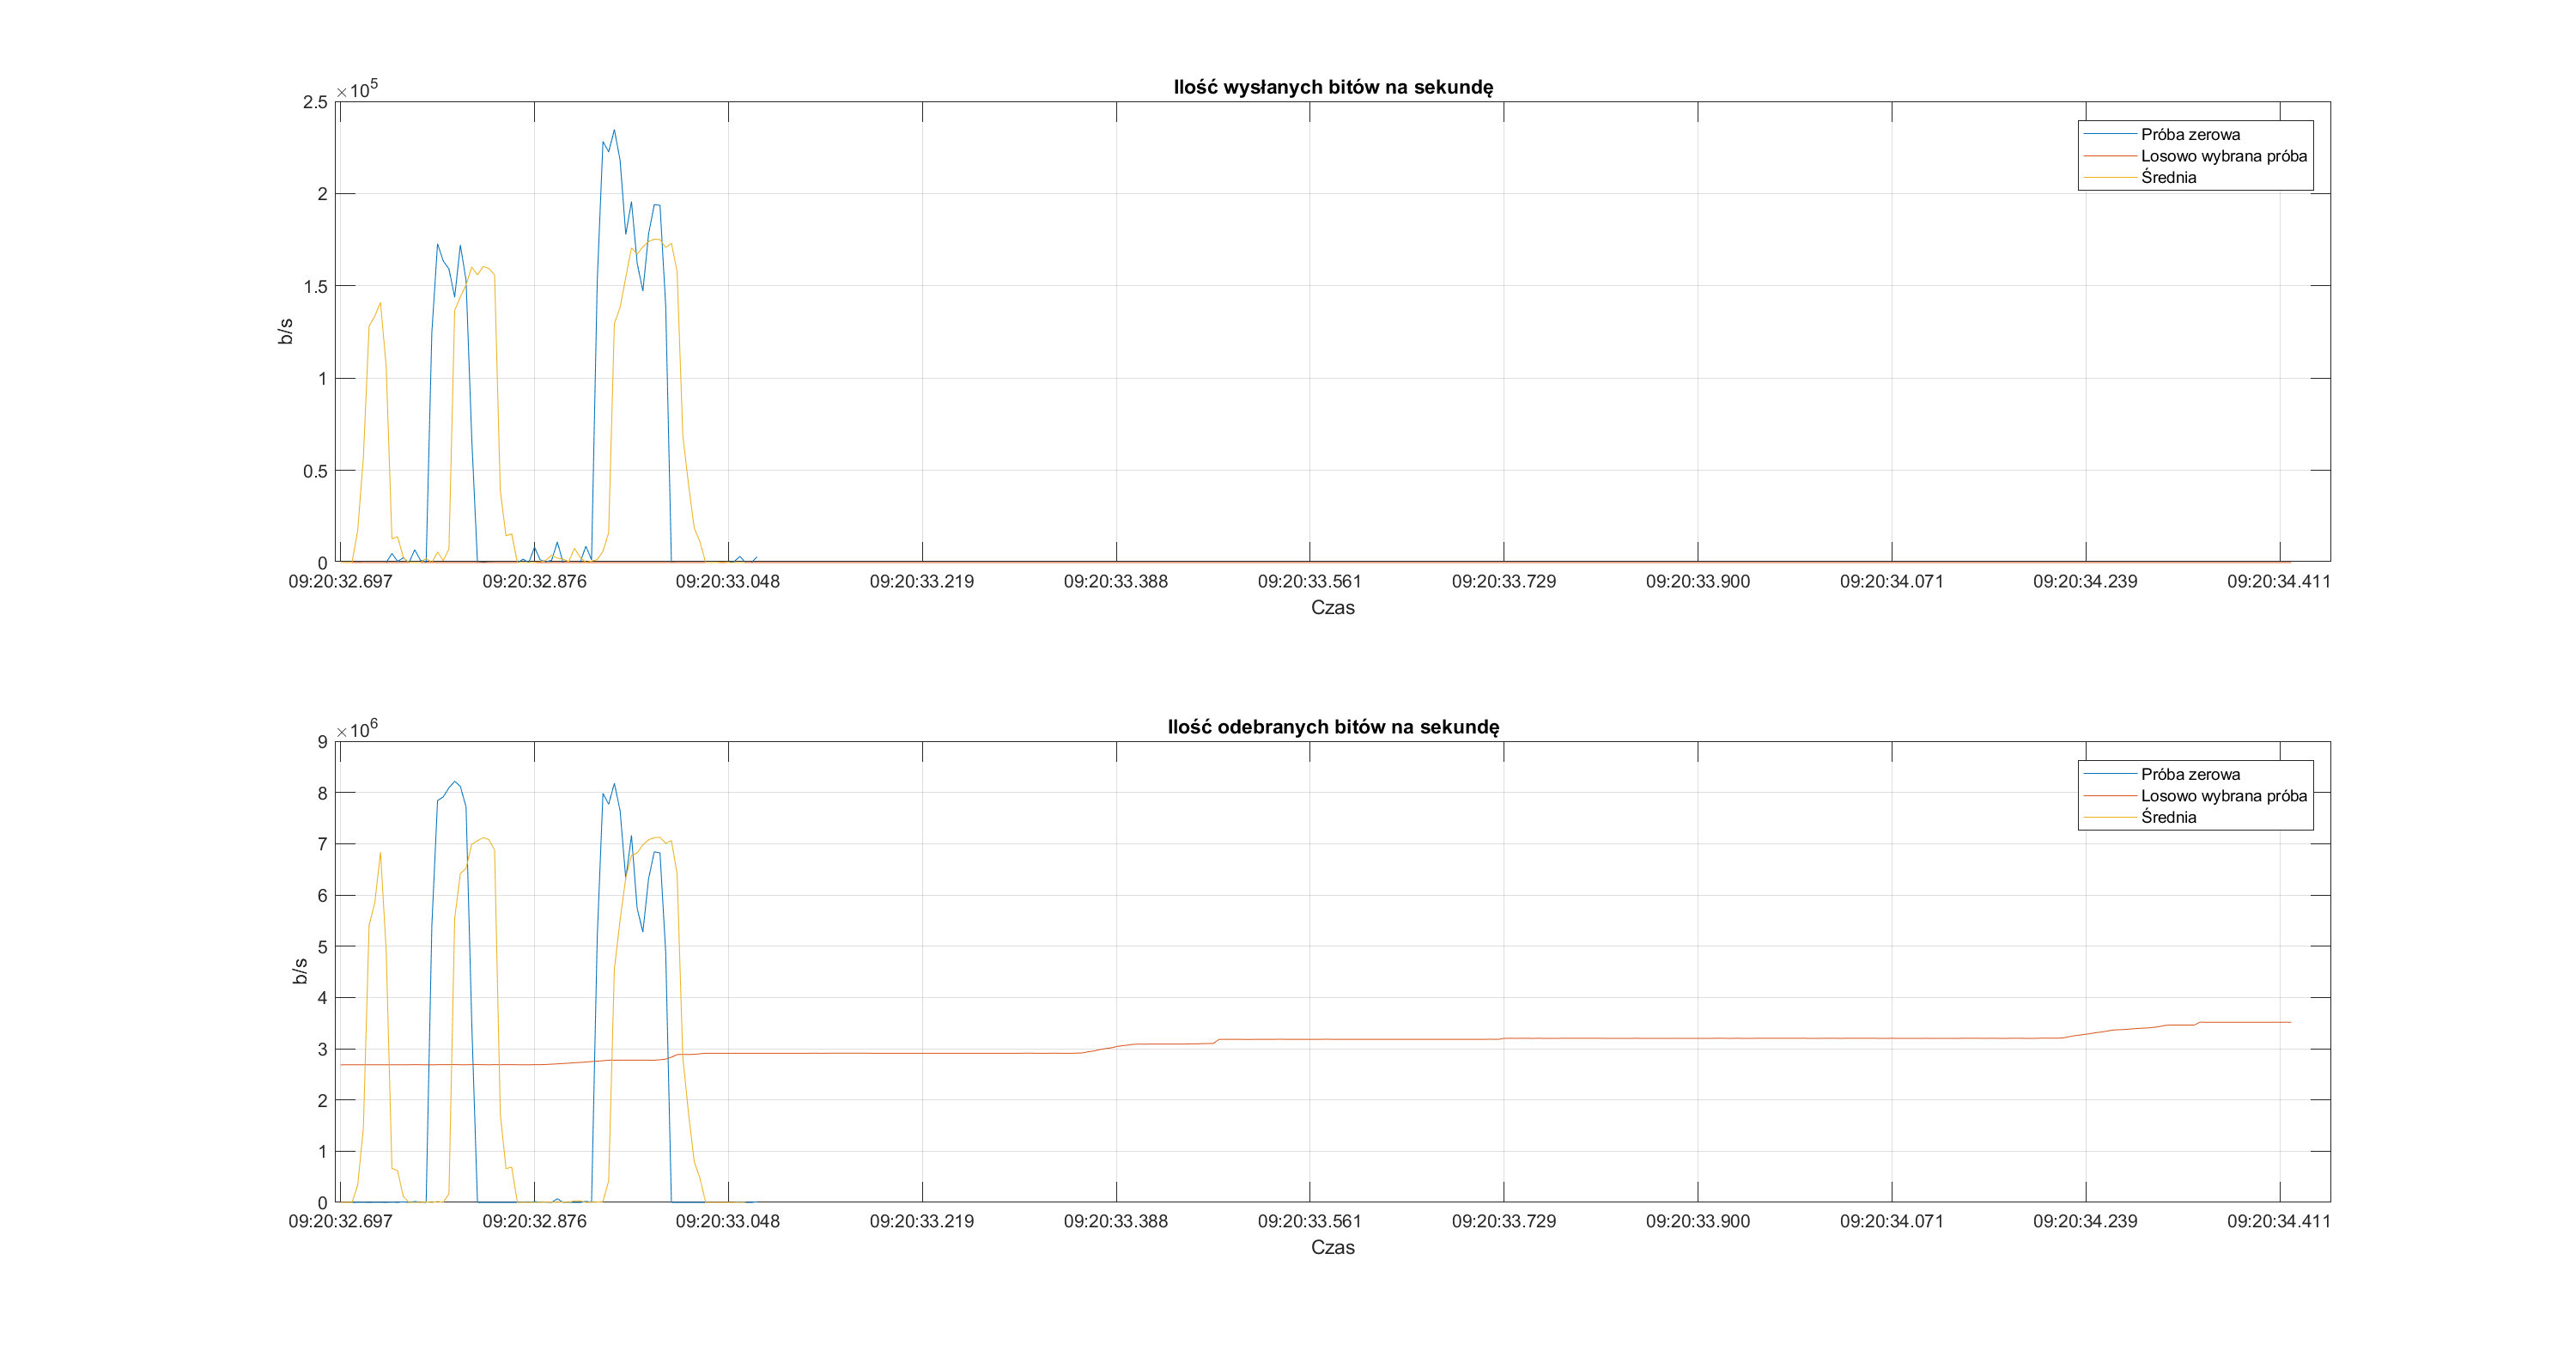 Ilość wysłanych bitów na sekundę
×10^5
2.5
2
1.5
1
0.5
0
b/s
Próba zerowa
Losowo wybrana próba
Średnia
09:20:32.697 09:20:32.876 09:20:33.048 09:20:33.219 09:20:33.388 09:20:33.561 09:20:33.729 09:20:33.900 09:20:34.071 09:20:34.239 09:20:34.411
Czas
Ilość odebranych bitów na sekundę
×10^6
9
8
7
6
5
4
3
2
1
0
b/s
Próba zerowa
Losowo wybrana próba
Średnia
09:20:32.697 09:20:32.876 09:20:33.048 09:20:33.219 09:20:33.388 09:20:33.561 09:20:33.729 09:20:33.900 09:20:34.071 09:20:34.239 09:20:34.411
Czas